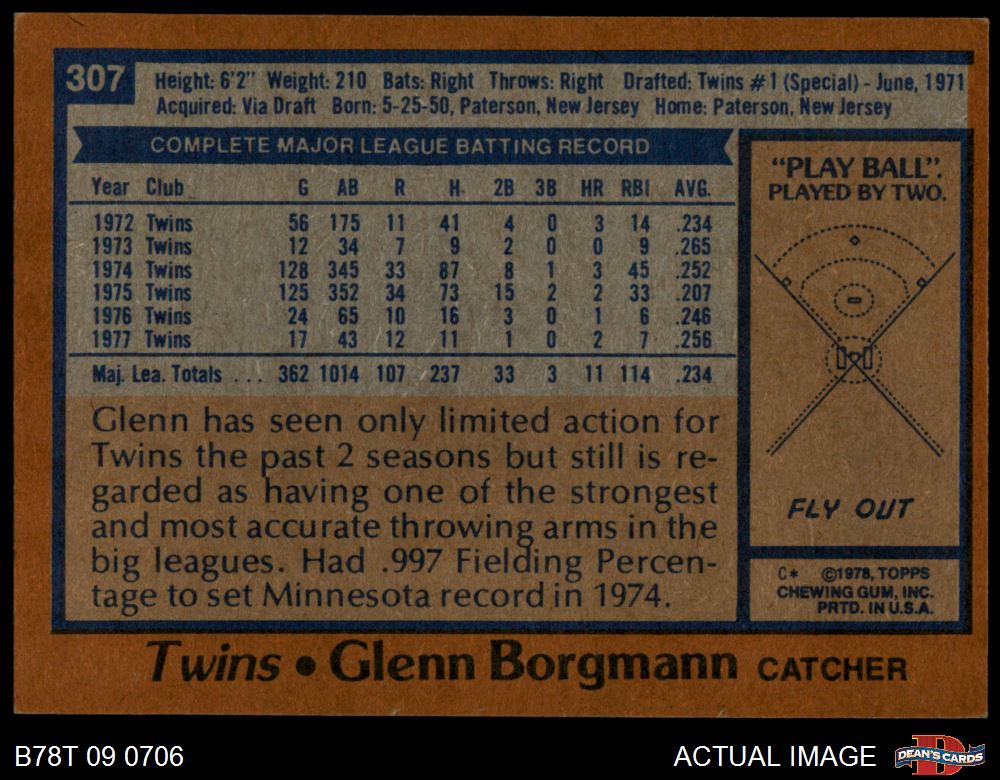 307
Height: 6'2" Weight: 210 Bats: Right Throws: Right Drafted: Twins #1 (Special) - June, 1971
Acquired: Via Draft Born: 5-25-50, Paterson, New Jersey Home: Paterson, New Jersey
COMPLETE MAJOR LEAGUE BATTING RECORD
Year Club G AB R H 2B 3B HR RBI AVG.
1972 Twins 56 175 11 41 4 0 3 14 .234
1973 Twins 12 34 7 9 2 0 0 9 .265
1974 Twins 128 345 33 87 8 1 3 45 .252
1975 Twins 125 352 34 73 15 2 2 33 .207
1976 Twins 24 65 10 16 3 0 1 6 .246
1977 Twins 17 43 12 11 1 0 2 7 .256
Maj. Lea. Totals ... 362 1014 107 237 33 3 11 114 .234
Glenn has seen only limited action for
Twins the past 2 seasons but still is re-
garded as having one of the strongest
and most accurate throwing arms in the
big leagues. Had .997 Fielding Percen-
tage to set Minnesota record in 1974.
"PLAY BALL".
PLAYED BY TWO.
FLY OUT
C* ©1978, TOPPS
CHEWING GUM, INC.
PRTD. IN U.S.A.
Twins • Glenn Borgmann CATCHER
B78T 09 0706
ACTUAL IMAGE
D
DEAN'S CARDS